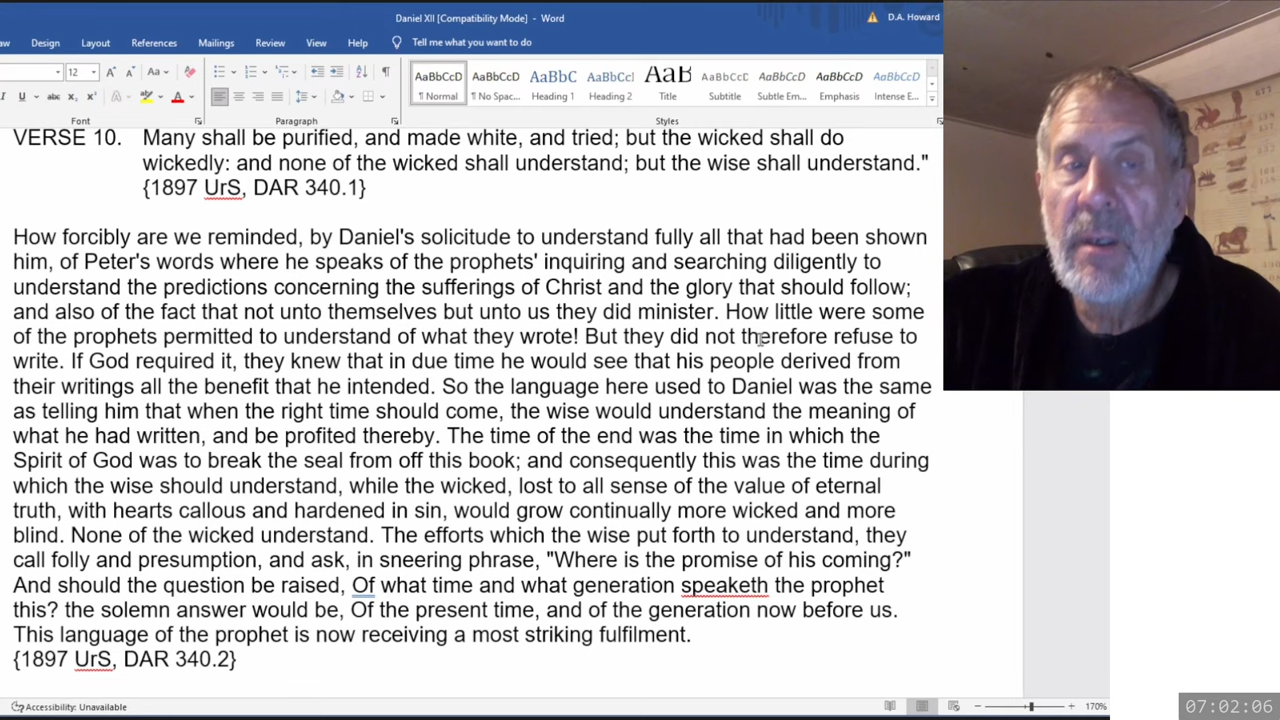 Daniel XII [Compatibility Mode] - Word
D.A. Howard
aw Design Layout References Mailings Review View Help Tell me what you want to do
12 Aa
AaBbCcD AaBbCcD AaBbC AaBbCcl AaB AaBbCcC AaBbCcD AaBbCcD AaBbCcD
¶ Normal ¶ No Spac... Heading 1 Heading 2 Title Subtitle Subtle Em... Emphasis Intense E...
Font Paragraph Styles
VERSE 10. Many shall be purified, and made white, and tried; but the wicked shall do
wickedly: and none of the wicked shall understand; but the wise shall understand."
{1897 UrS, DAR 340.1}
How forcibly are we reminded, by Daniel's solicitude to understand fully all that had been shown
him, of Peter's words where he speaks of the prophets' inquiring and searching diligently to
understand the predictions concerning the sufferings of Christ and the glory that should follow;
and also of the fact that not unto themselves but unto us they did minister. How little were some
of the prophets permitted to understand of what they wrote! But they did not therefore refuse to
write. If God required it, they knew that in due time he would see that his people derived from
their writings all the benefit that he intended. So the language here used to Daniel was the same
as telling him that when the right time should come, the wise would understand the meaning of
what he had written, and be profited thereby. The time of the end was the time in which the
Spirit of God was to break the seal from off this book; and consequently this was the time during
which the wise should understand, while the wicked, lost to all sense of the value of eternal
truth, with hearts callous and hardened in sin, would grow continually more wicked and more
blind. None of the wicked understand. The efforts which the wise put forth to understand, they
call folly and presumption, and ask, in sneering phrase, "Where is the promise of his coming?"
And should the question be raised, Of what time and what generation speaketh the prophet
this? the solemn answer would be, Of the present time, and of the generation now before us.
This language of the prophet is now receiving a most striking fulfilment.
{1897 UrS, DAR 340.2}
Accessibility: Unavailable
170%
07:02:06